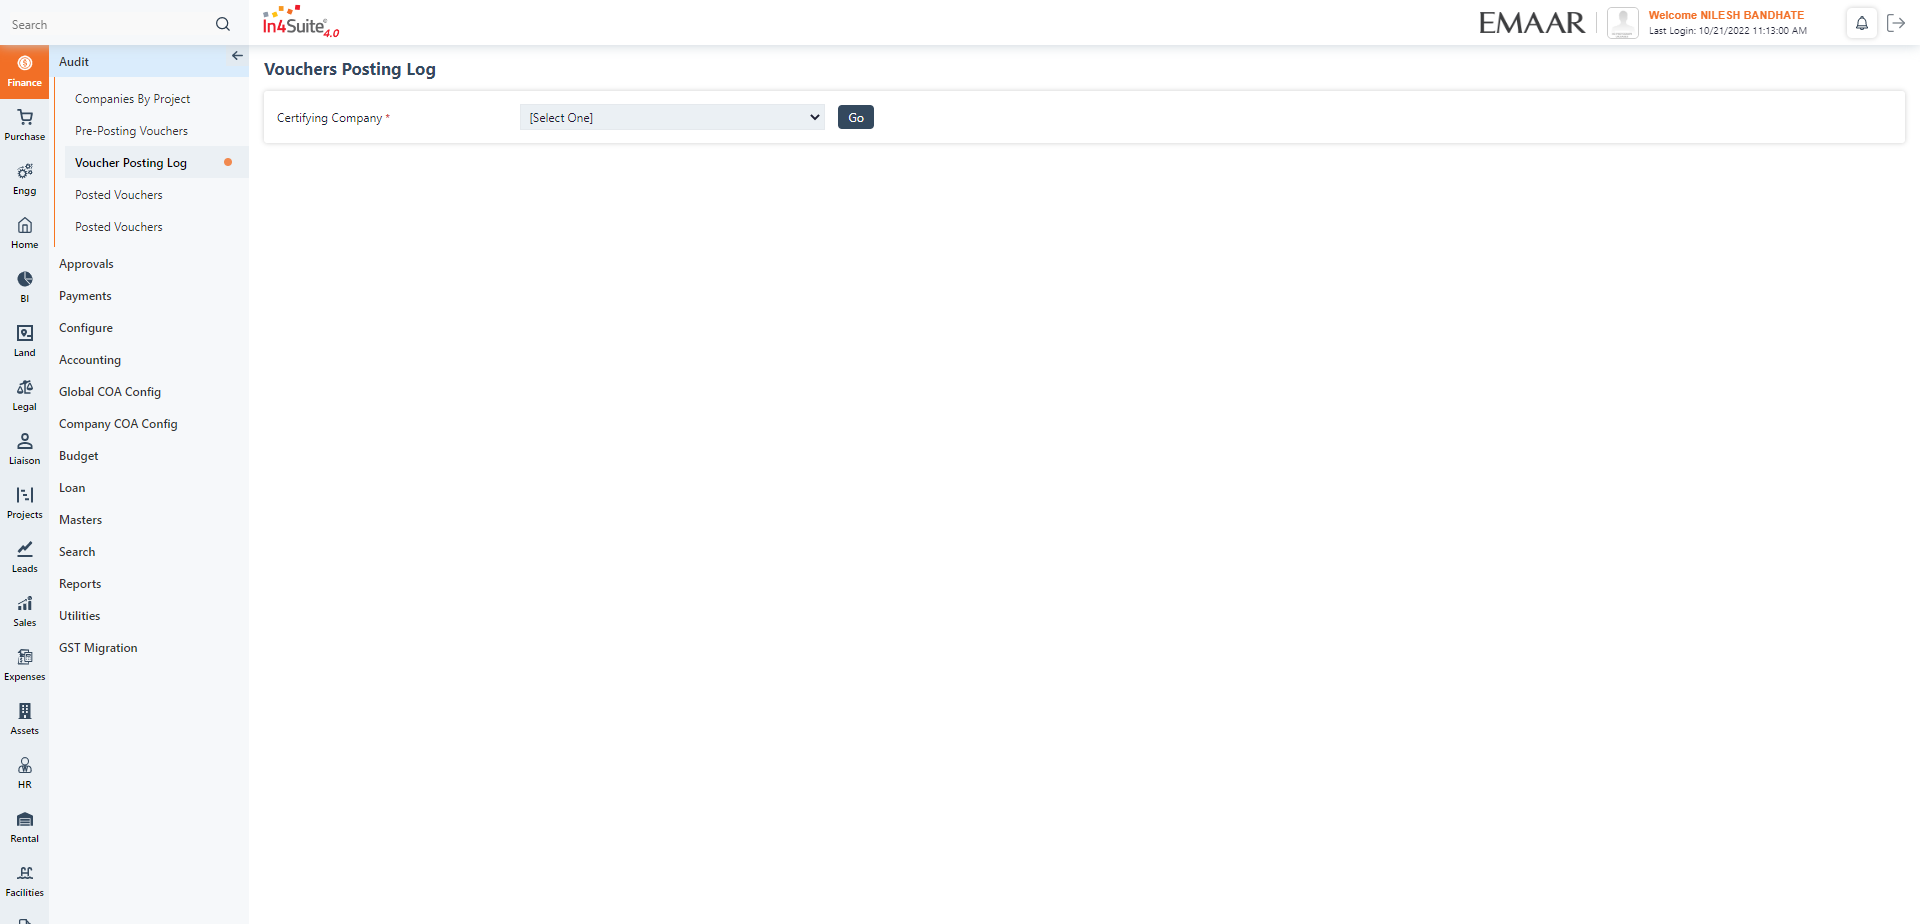 Search
In4Suite® 4.0
EMAAR
Welcome NILESH BANDHATE
Last Login: 10/21/2022 11:13:00 AM
Finance
Purchase
Engg
Home
BI
Land
Legal
Liaison
Projects
Leads
Sales
Expenses
Assets
HR
Rental
Facilities
Audit
Companies By Project
Pre-Posting Vouchers
Voucher Posting Log
Posted Vouchers
Posted Vouchers
Approvals
Payments
Configure
Accounting
Global COA Config
Company COA Config
Budget
Loan
Masters
Search
Reports
Utilities
GST Migration
Vouchers Posting Log
Certifying Company *
[Select One]
Go